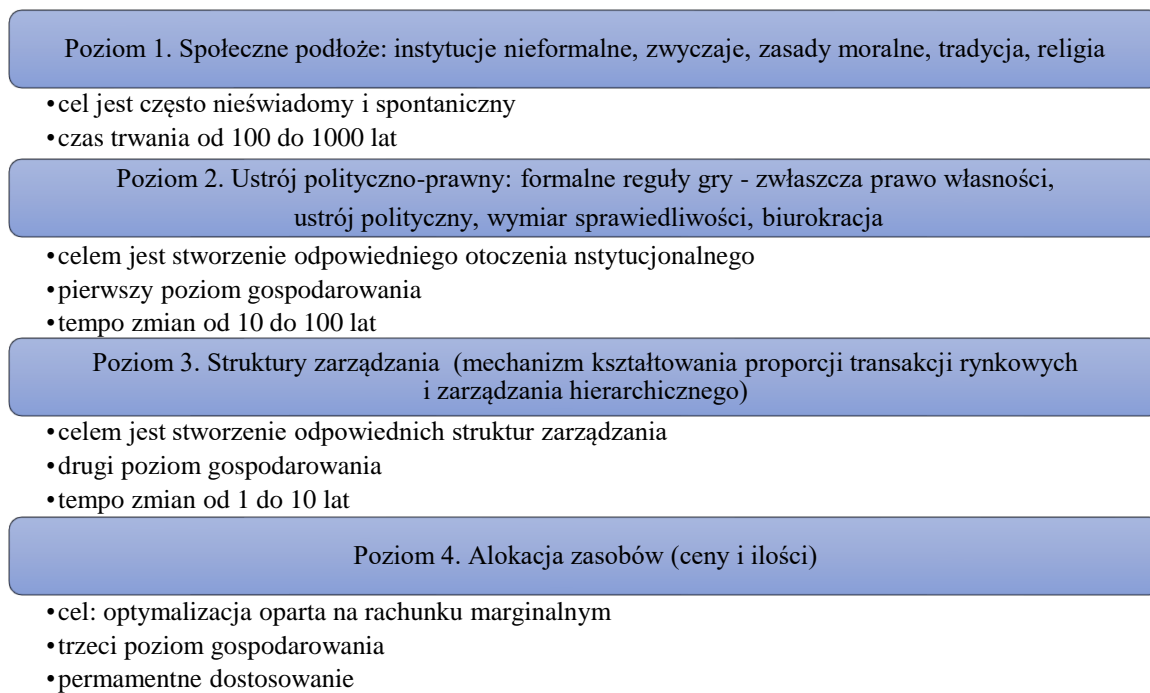 Poziom 1. Społeczne podłoże: instytucje nieformalne, zwyczaje, zasady moralne, tradycja, religia
•cel jest często nieświadomy i spontaniczny
•czas trwania od 100 do 1000 lat
Poziom 2. Ustrój polityczno-prawny: formalne reguły gry - zwłaszcza prawo własności,
ustrój polityczny, wymiar sprawiedliwości, biurokracja
•celem jest stworzenie odpowiedniego otoczenia nstytucjonalnego
•pierwszy poziom gospodarowania
•tempo zmian od 10 do 100 lat
Poziom 3. Struktury zarządzania (mechanizm kształtowania proporcji transakcji rynkowych
i zarządzania hierarchicznego)
•celem jest stworzenie odpowiednich struktur zarządzania
•drugi poziom gospodarowania
•tempo zmian od 1 do 10 lat
Poziom 4. Alokacja zasobów (ceny i ilości)
•cel: optymalizacja oparta na rachunku marginalnym
•trzeci poziom gospodarowania
•permamentne dostosowanie